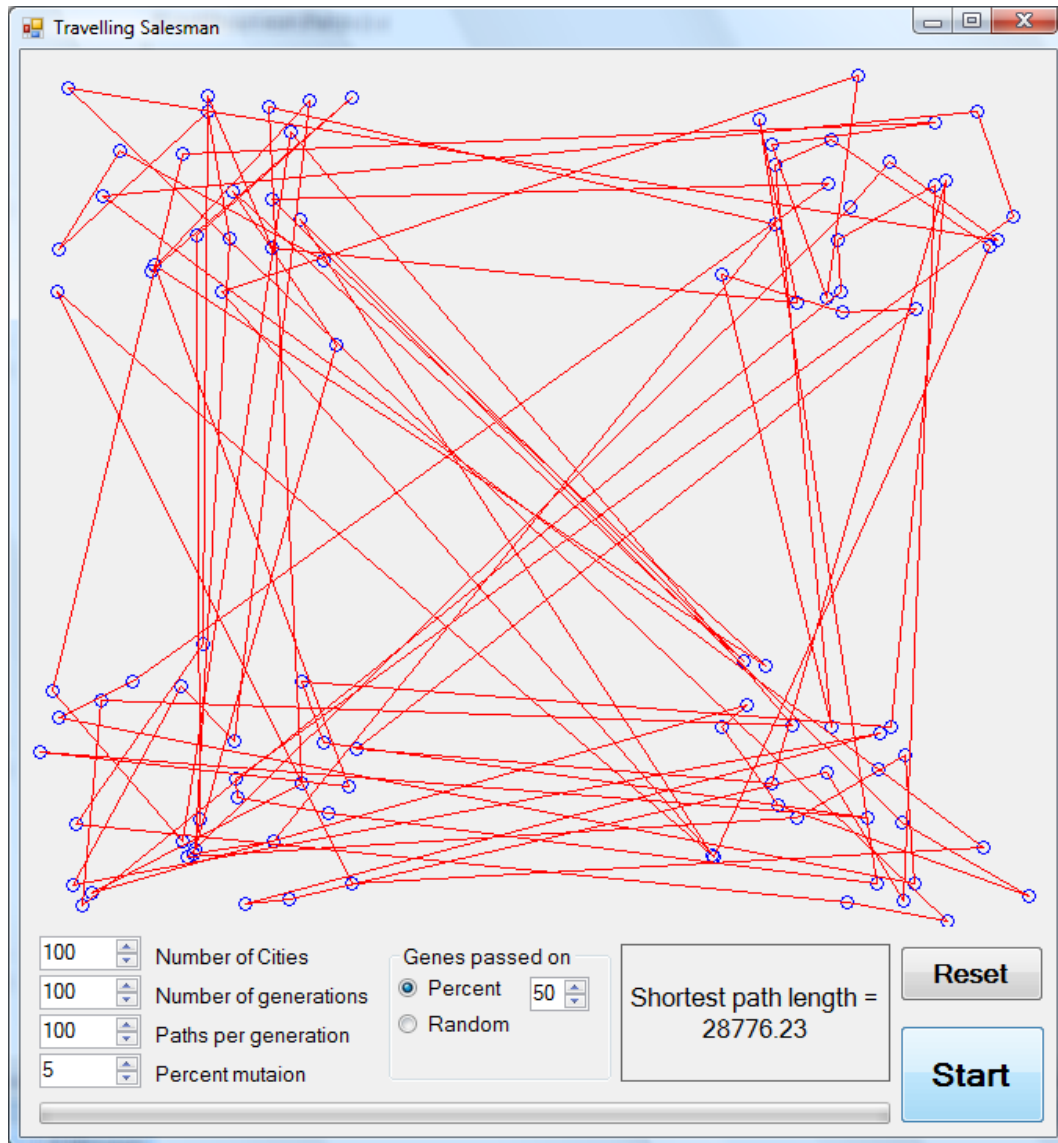 Travelling Salesman
100 Number of Cities
100 Number of generations
100 Paths per generation
5 Percent mutaion
Genes passed on
Percent 50
Random
Shortest path length =
28776.23
Reset
Start